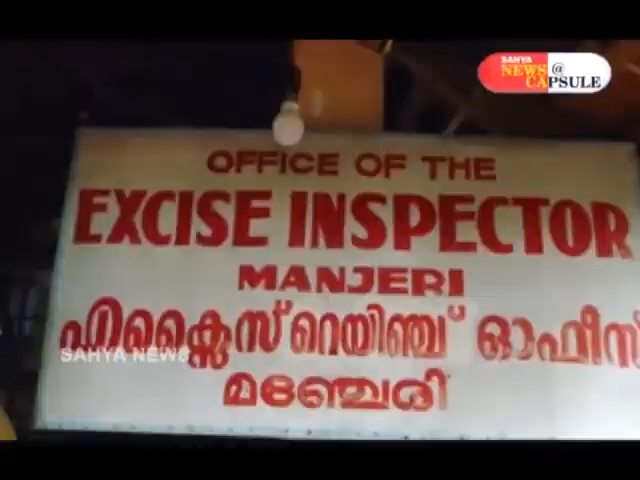 SAHYA
NEWS @
CAPSULE
OFFICE OF THE
EXCISE INSPECTOR
MANJERI
എക്സൈസ് റെയിഞ്ച് ഓഫീസ്
SAHYA NEWS
മഞ്ചേരി